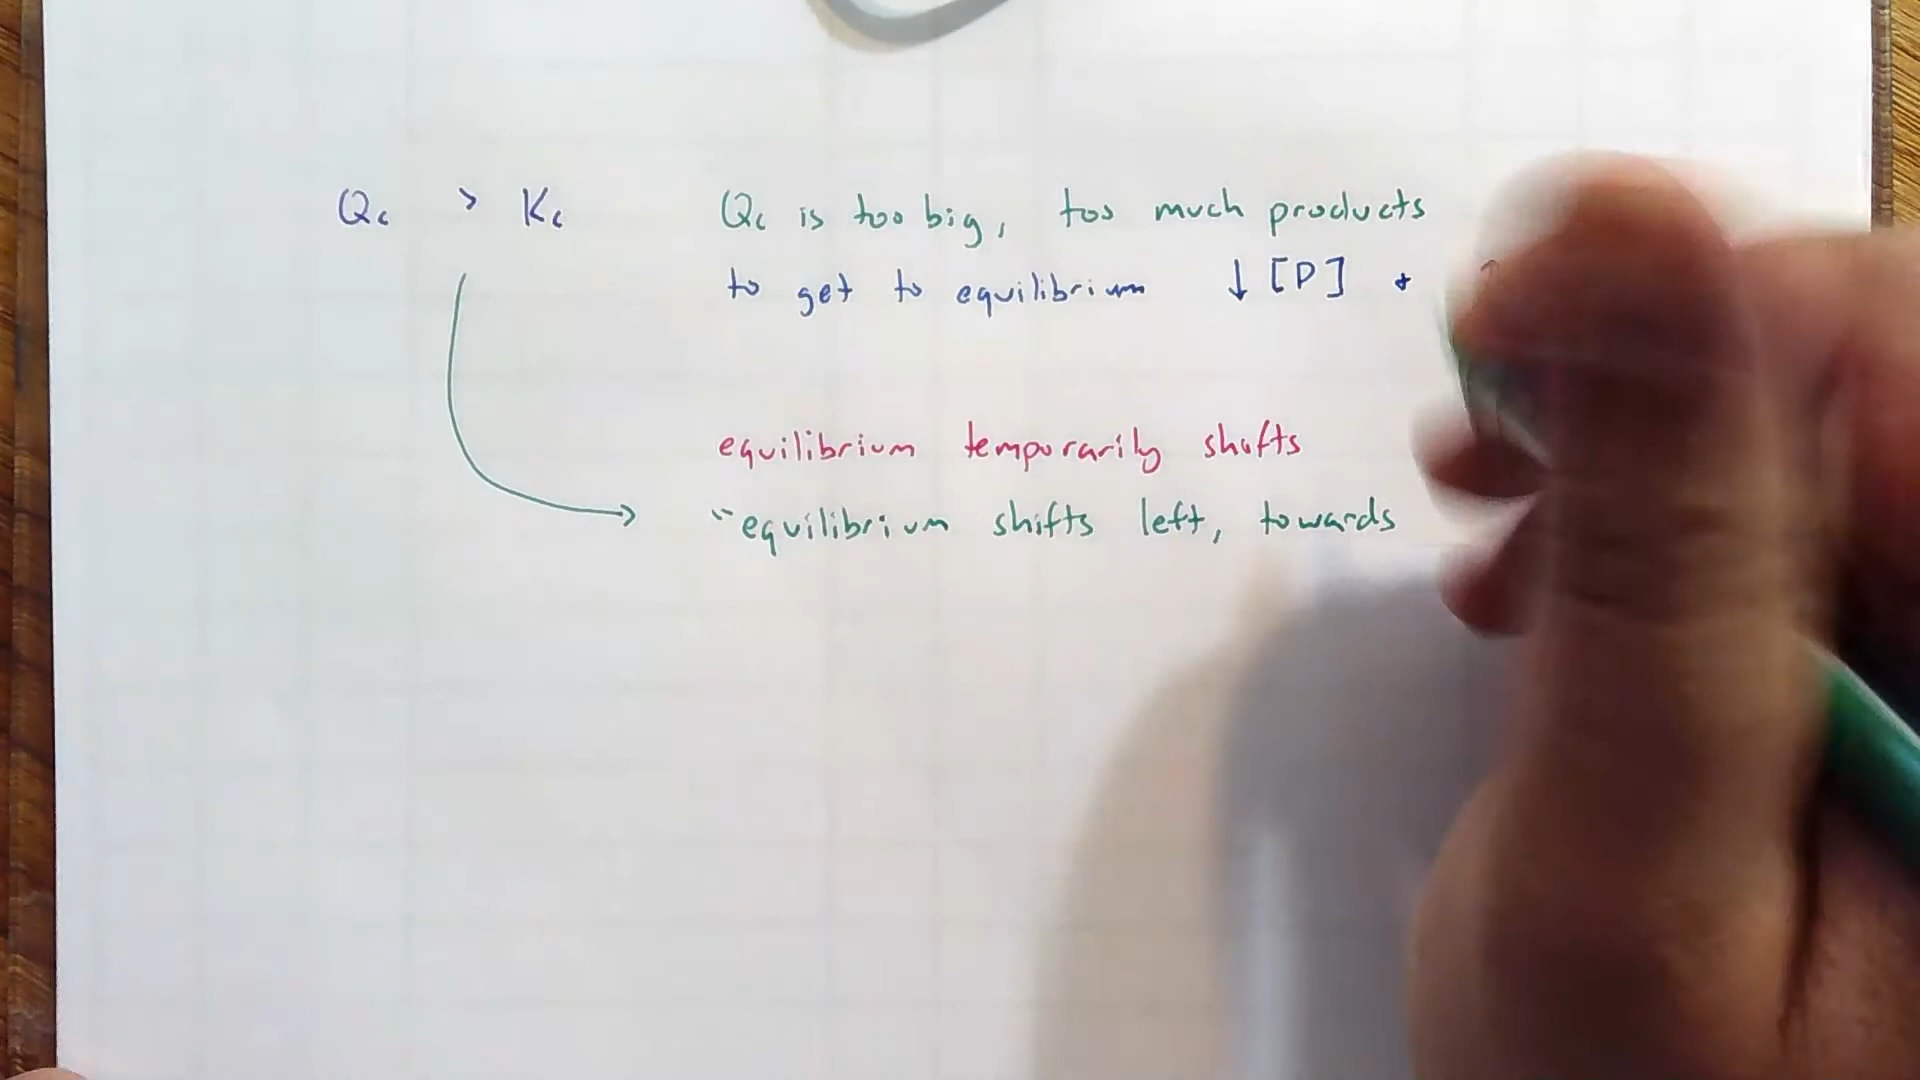 Qc > Kc Qc is too big, too much products
to get to equilibrium ↓ [P] + ↑
equilibrium temporarily shifts
"equilibrium shifts left, towards